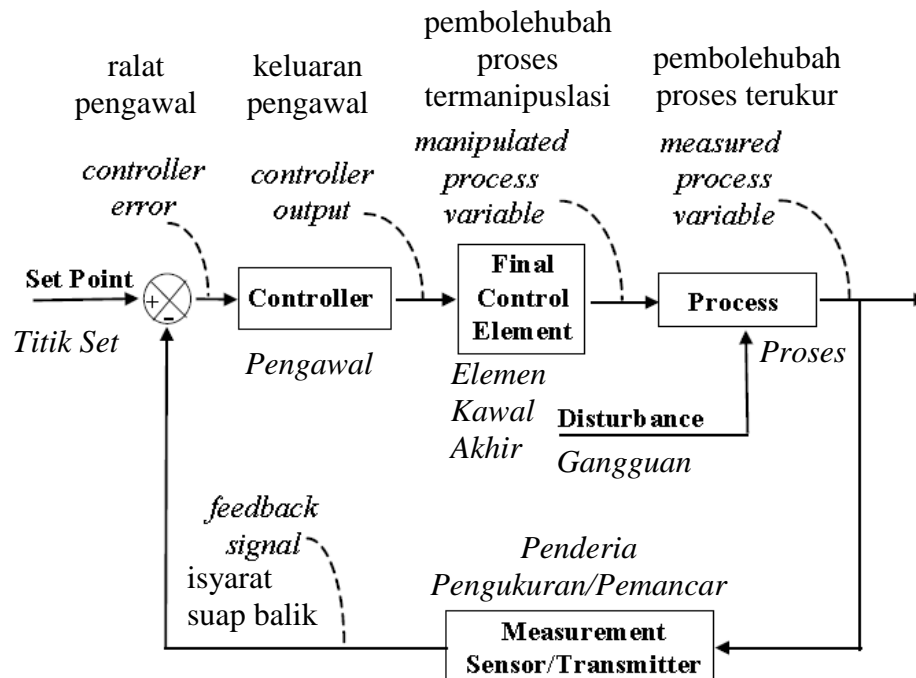 ralat
pengawal
keluaran
pengawal
pembolehubah
proses
termanipuslasi
pembolehubah
proses terukur
controller
error
controller
output
manipulated
process
variable
measured
process
variable
Set Point
Titik Set
+
-
Controller
Pengawal
Final
Control
Element
Elemen
Kawal
Akhir
Process
Proses
Disturbance
Gangguan
feedback
signal
isyarat
suap balik
Penderia
Pengukuran/Pemancar
Measurement
Sensor/Transmitter